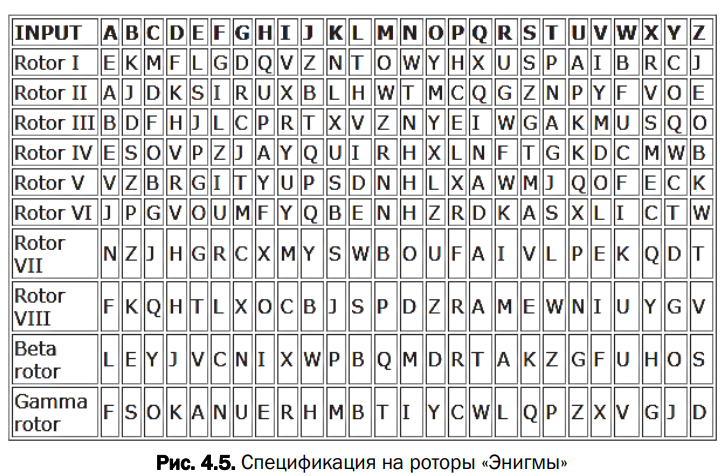 INPUT A B C D E F G H I J K L M N O P Q R S T U V W X Y Z
Rotor I E K M F L G D Q V Z N T O W Y H X U S P A I B R C J
Rotor II A J D K S I R U X B L H W T M C Q G Z N P Y F V O E
Rotor III B D F H J L C P R T X V Z N Y E I W G A K M U S Q O
Rotor IV E S O V P Z J A Y Q U I R H X L N F T G K D C M W B
Rotor V V Z B R G I T Y U P S D N H L X A W M J Q O F E C K
Rotor VI J P G V O U M F Y Q B E N H Z R D K A S X L I C T W
Rotor
VII N Z J H G R C X M Y S W B O U F A I V L P E K Q D T
Rotor
VIII F K Q H T L X O C B J S P D Z R A M E W N I U Y G V
Beta
rotor L E Y J V C N I X W P B Q M D R T A K Z G F U H O S
Gamma
rotor F S O K A N U E R H M B T I Y C W L Q P Z X V G J D
Рис. 4.5. Спецификация на роторы «Энигмы»